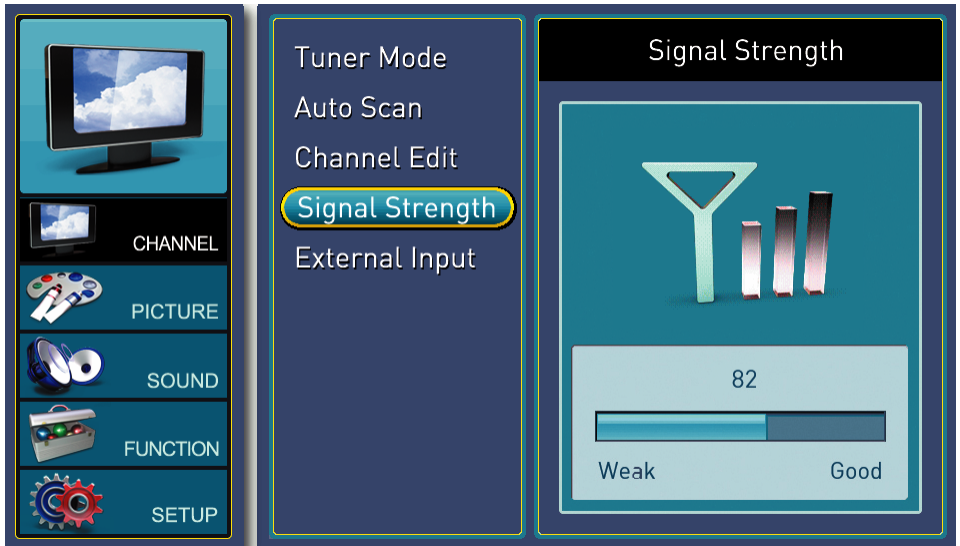 CHANNEL
PICTURE
SOUND
FUNCTION
SETUP
Tuner Mode
Auto Scan
Channel Edit
Signal Strength
External Input
Signal Strength
82
Weak Good